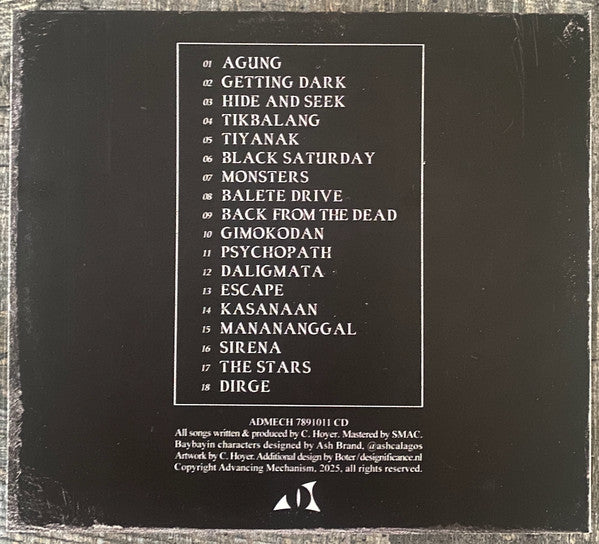 01 AGUNG
02 GETTING DARK
03 HIDE AND SEEK
04 TIKBALANG
05 TIYANAK
06 BLACK SATURDAY
07 MONSTERS
08 BALETE DRIVE
09 BACK FROM THE DEAD
10 GIMOKODAN
11 PSYCHOPATH
12 DALIGMATA
13 ESCAPE
14 KASANAAN
15 MANANANGGAL
16 SIRENA
17 THE STARS
18 DIRGE
ADMECH 7891011 CD
All songs written & produced by C. Hoyer. Mastered by SMAC.
Baybayin characters designed by Ash Brand, @ashcalagos
Artwork by C. Hoyer. Additional design by Boter/designificance.nl
Copyright Advancing Mechanism, 2025, all rights reserved.